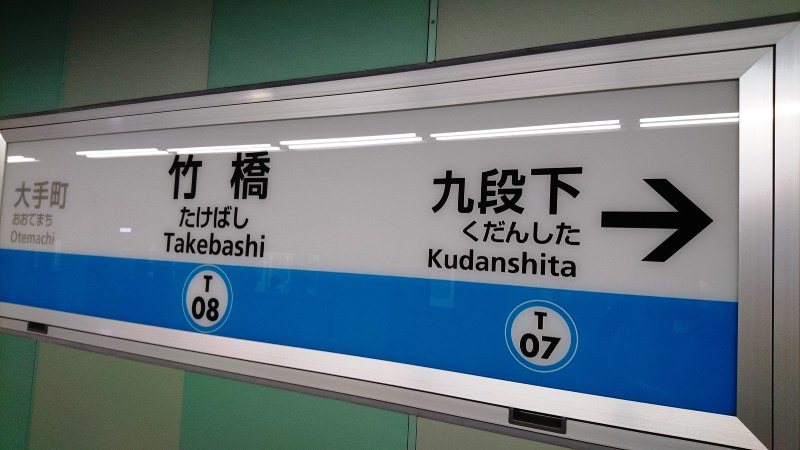 大手町
おおてまち
Otemachi
竹橋
たけばし
Takebashi
T
08
九段下
くだんした
Kudanshita
T
07